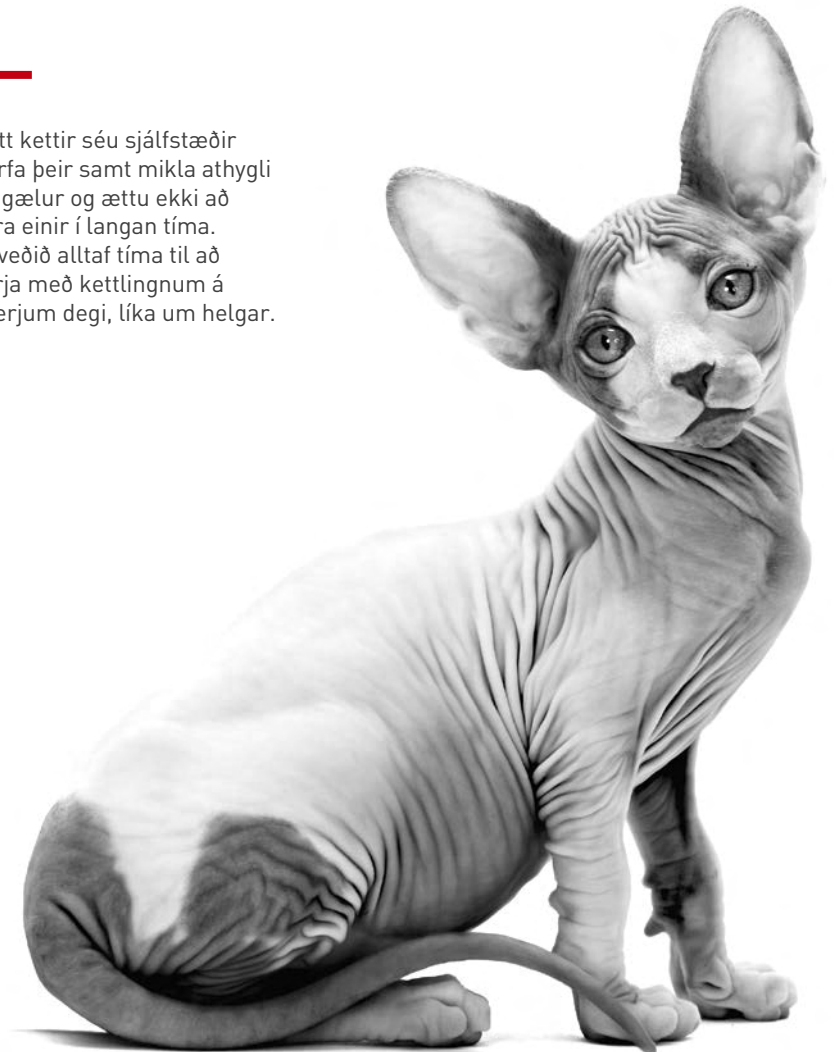 tt kettir séu sjálfstæðir
rfa þeir samt mikla athygli
gælur og ættu ekki að
ra einir í langan tíma.
veðið alltaf tíma til að
rja með kettlingnum á
erjum degi, líka um helgar.